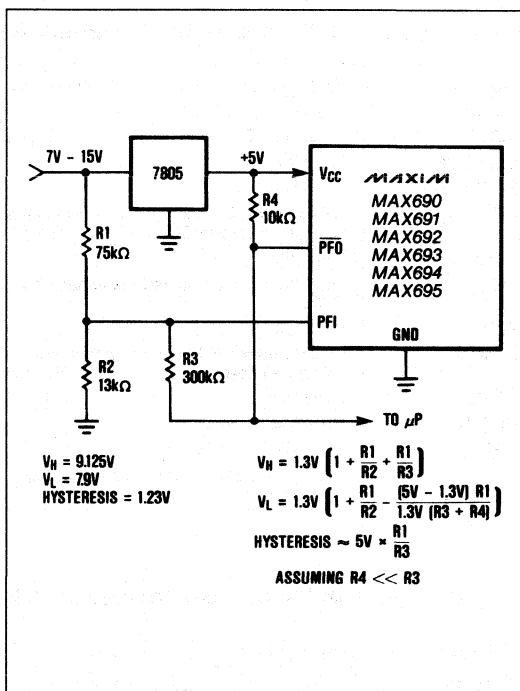 7V – 15V
7805
+5V
R4
10kΩ
R1
75kΩ
R2
13kΩ
R3
300kΩ
VCC
MAXIM
MAX690
MAX691
MAX692
MAX693
MAX694
MAX695
PFO
PFI
GND
TO µP
VH = 9.125V
VL = 7.9V
HYSTERESIS = 1.23V
VH = 1.3V (1 + R1/R2 + R1/R3)
VL = 1.3V (1 + R1/R2 - (5V – 1.3V) R1/1.3V (R3 + R4))
HYSTERESIS ≈ 5V × R1/R3
ASSUMING R4 << R3